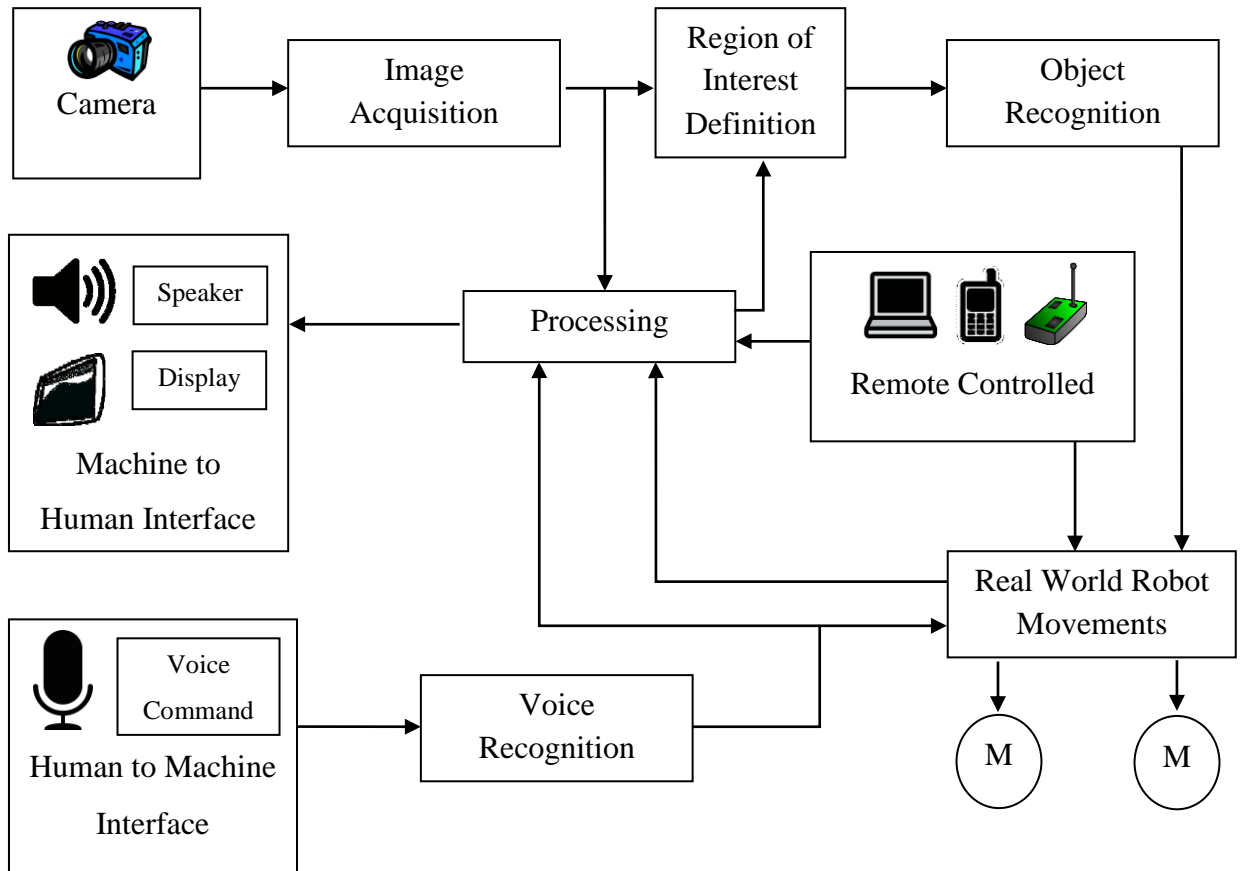 Camera
Image
Acquisition
Region of
Interest
Definition
Object
Recognition
Speaker
Display
Machine to
Human Interface
Processing
Remote Controlled
Real World Robot
Movements
Voice
Command
Human to Machine
Interface
Voice
Recognition
M
M